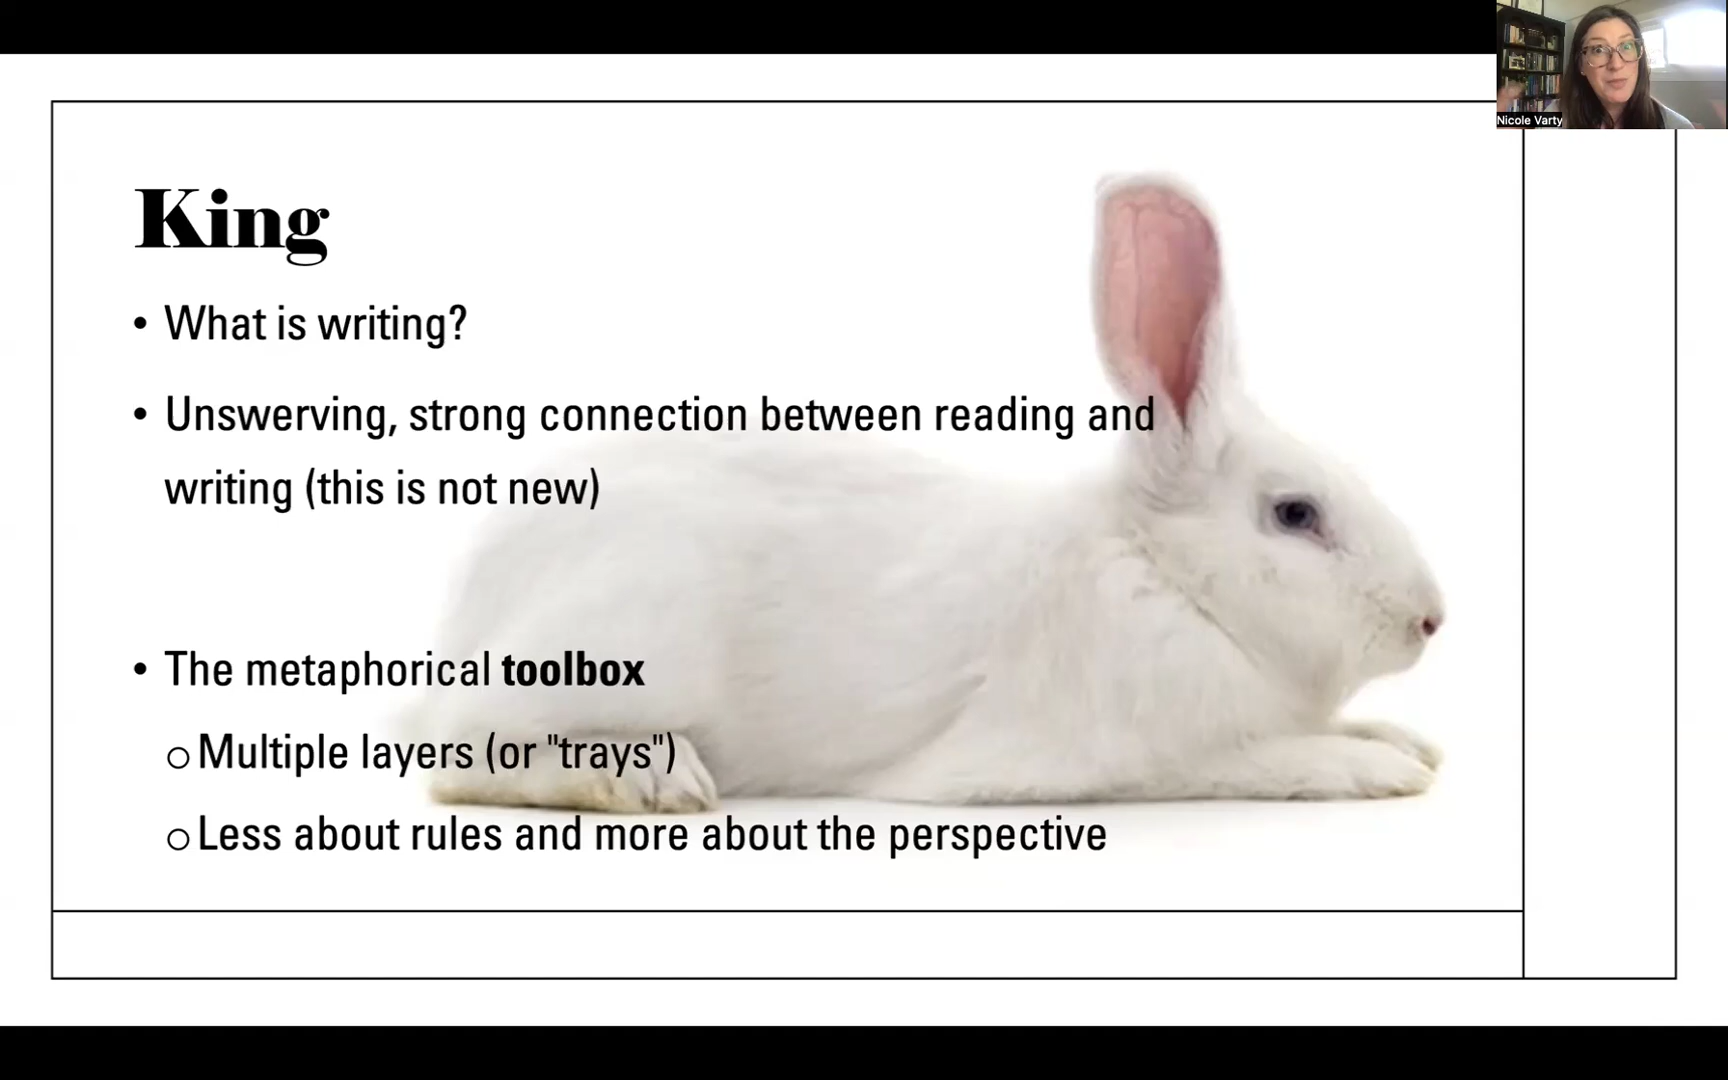 Nicole Varty
King
• What is writing?
• Unswerving, strong connection between reading and
writing (this is not new)
• The metaphorical toolbox
○ Multiple layers (or "trays")
○ Less about rules and more about the perspective